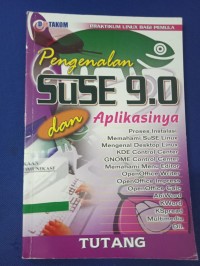 TAKOM
PRAKTIKUM LINUX BAGI PEMULA
Pengenalan
SuSE 9.0
dan Aplikasinya
Proses Instalasi
Memahami SuSE Linux
Mengenal Desktop Linux
KDE Control Center
GNOME Control Center
Memahami Menu Editor
OpenOffice Writer
OpenOffice Impress
OpenOffice Calc
AbiWord
KWord
Kspread
Multimedia
DLL
TUTANG